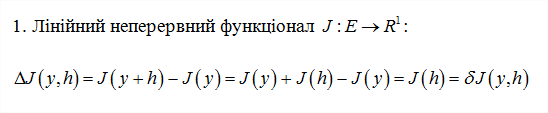 1. Лінійний неперервний функціонал J : E → R¹ :
ΔJ(y,h) = J(y+h) − J(y) = J(y) + J(h) − J(y) = J(h) = δJ(y,h)